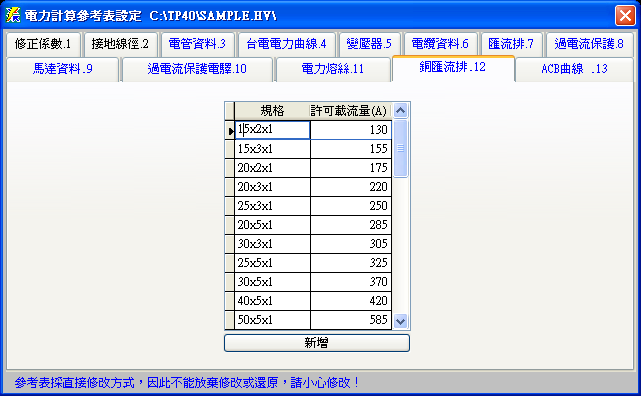 電力計算參考表設定 C:\TP40\SAMPLE.HV\
修正係數.1 接地線徑.2 電管資料.3 台電電力曲線.4 變壓器.5 電纜資料.6 匯流排.7 過電流保護.8
馬達資料.9 過電流保護電驛.10 電力熔絲.11 銅匯流排.12 ACB曲線 .13
規格 許可載流量(A)
15x2x1 130
15x3x1 155
20x2x1 175
20x3x1 220
25x3x1 250
20x5x1 285
30x3x1 305
25x5x1 325
30x5x1 370
40x5x1 420
50x5x1 585
新增
參考表採直接修改方式，因此不能放棄修改或還原，請小心修改！